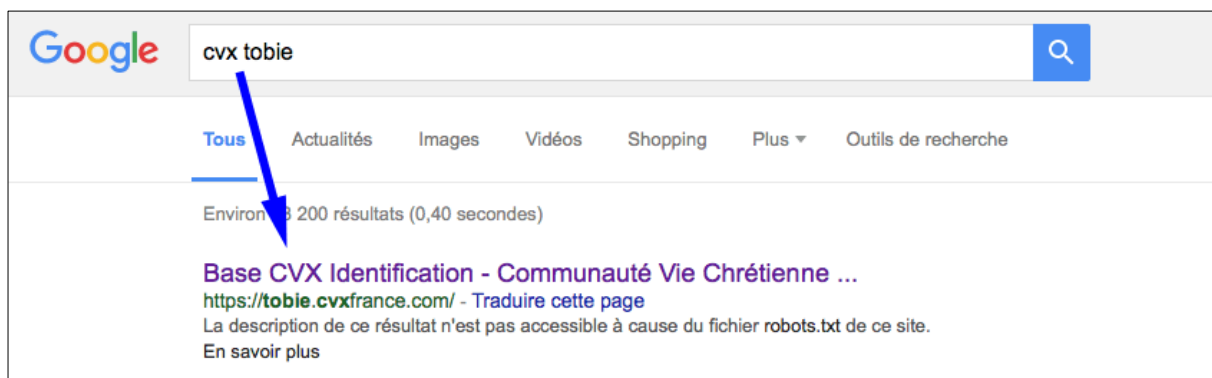 Google
cvx tobie
Tous Actualités Images Vidéos Shopping Plus Outils de recherche
Environ 200 résultats (0,40 secondes)
Base CVX Identification - Communauté Vie Chrétienne ...
https://tobie.cvxfrance.com/ - Traduire cette page
La description de ce résultat n'est pas accessible à cause du fichier robots.txt de ce site.
En savoir plus